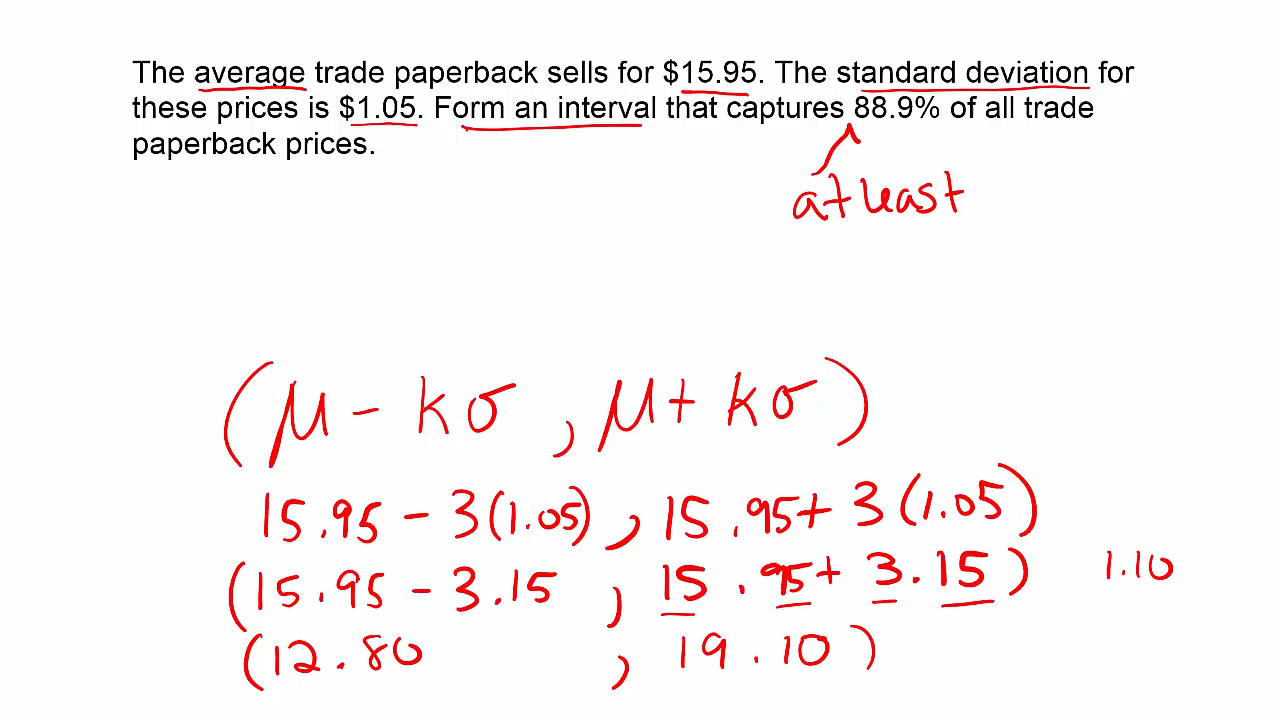 The average trade paperback sells for $15.95. The standard deviation for
these prices is $1.05. Form an interval that captures 88.9% of all trade
paperback prices.
at least
(μ - kσ , μ + kσ)
15.95 - 3(1.05) , 15.95 + 3(1.05)
(15.95 - 3.15 , 15.95 + 3.15) 1.10
(12.80 , 19.10)